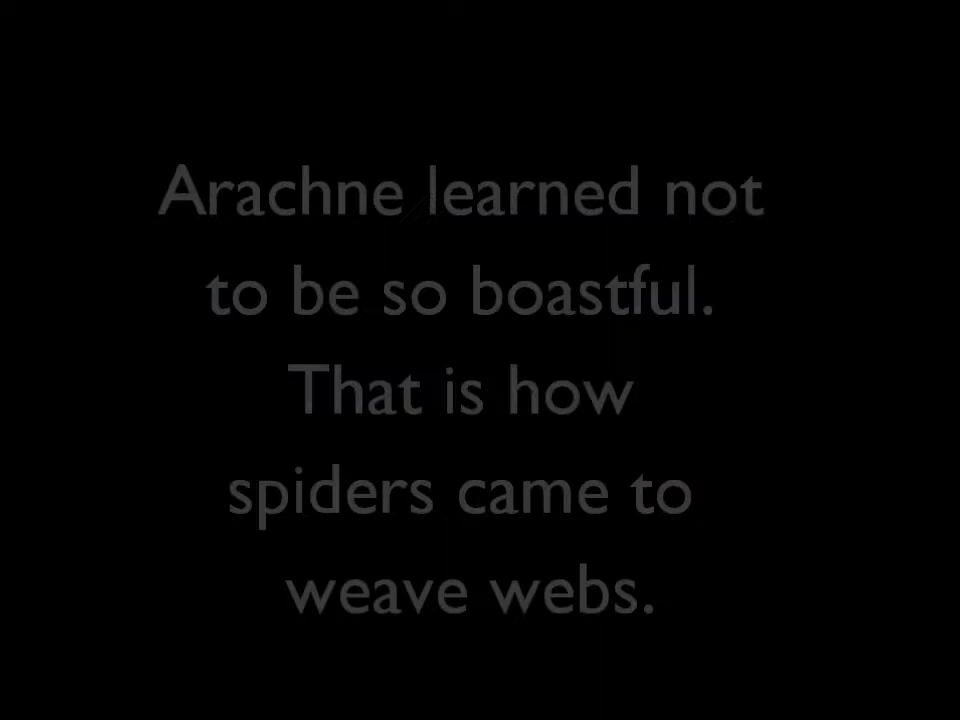 Arachne learned not
to be so boastful.
That is how
spiders came to
weave webs.